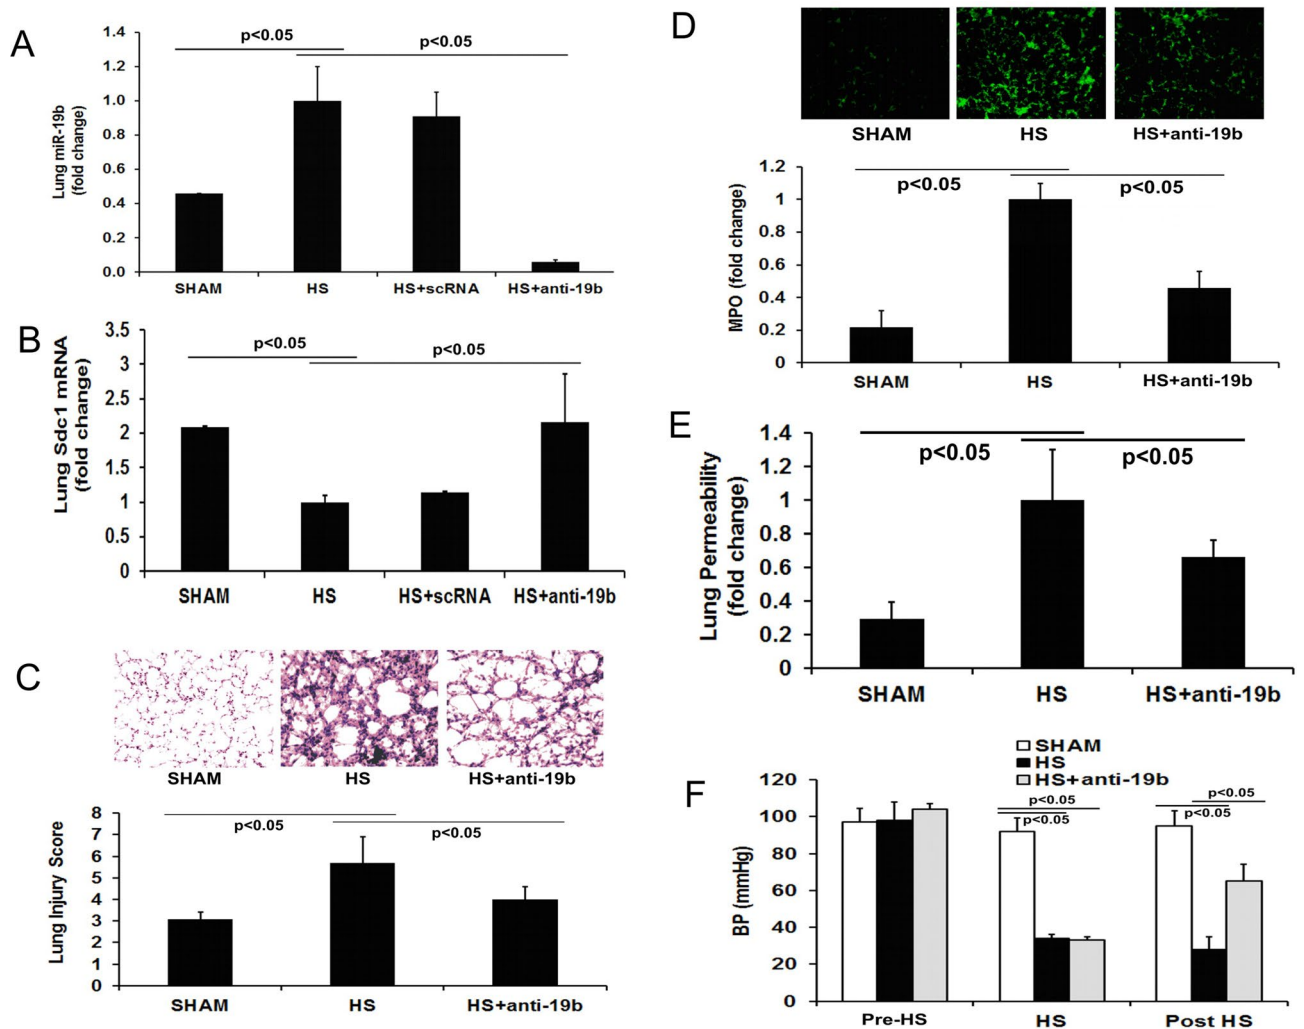 A
Lung miR-19b
(fold change)
1.4
1.2
1.0
0.8
0.6
0.4
0.2
0.0
p<0.05
p<0.05
SHAM
HS
HS+scRNA
HS+anti-19b
B
Lung Sdc1 mRNA
(fold change)
3.5
3
2.5
2
1.5
1
0.5
0
p<0.05
p<0.05
SHAM
HS
HS+scRNA
HS+anti-19b
C
SHAM
HS
HS+anti-19b
Lung Injury Score
8
7
6
5
4
3
2
1
0
p<0.05
p<0.05
SHAM
HS
HS+anti-19b
D
SHAM
HS
HS+anti-19b
MPO (fold change)
1.2
1
0.8
0.6
0.4
0.2
0
p<0.05
p<0.05
SHAM
HS
HS+anti-19b
E
Lung Permeability
(fold change)
1.4
1.2
1
0.8
0.6
0.4
0.2
0
p<0.05
p<0.05
SHAM
HS
HS+anti-19b
F
SHAM
HS
HS+anti-19b
BP (mmHg)
120
100
80
60
40
20
0
p<0.05
p<0.05
p<0.05
p<0.05
Pre-HS
HS
Post HS